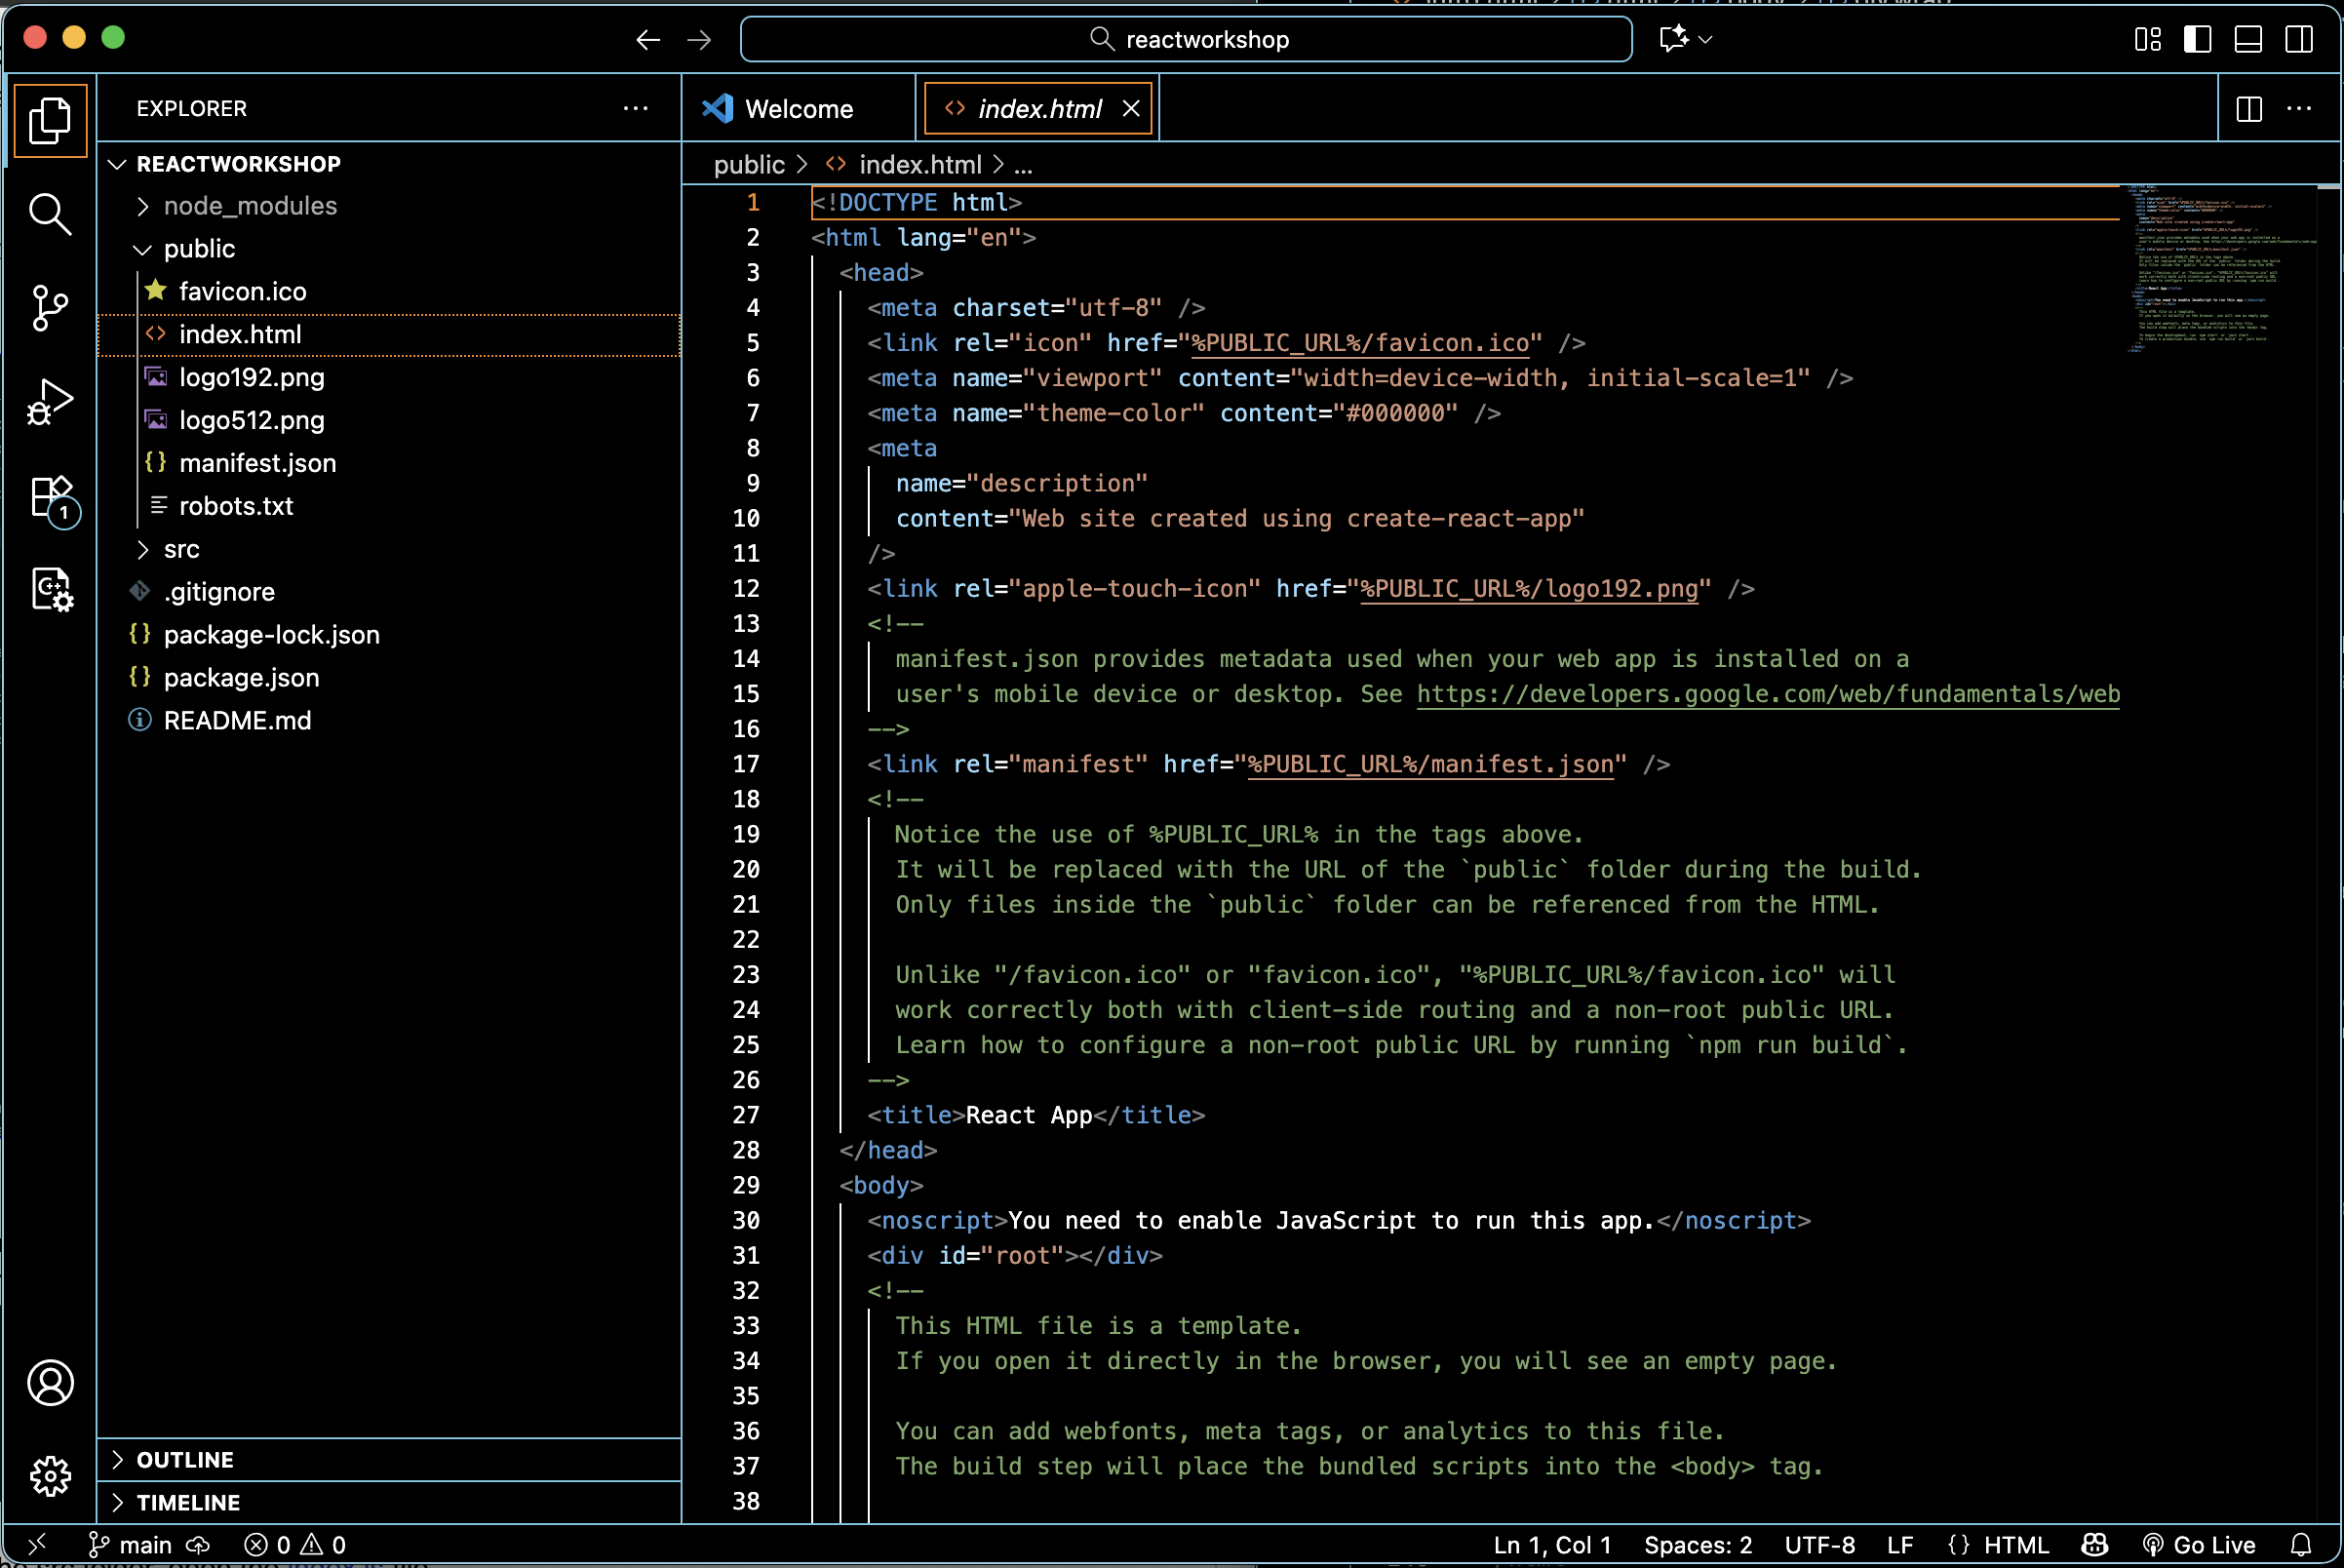 reactworkshop
EXPLORER
REACTWORKSHOP
node_modules
public
favicon.ico
index.html
logo192.png
logo512.png
manifest.json
robots.txt
src
.gitignore
package-lock.json
package.json
README.md
OUTLINE
TIMELINE
1
Welcome
index.html
public > index.html > ...
1 <!DOCTYPE html>
2 <html lang="en">
3 <head>
4 <meta charset="utf-8" />
5 <link rel="icon" href="%PUBLIC_URL%/favicon.ico" />
6 <meta name="viewport" content="width=device-width, initial-scale=1" />
7 <meta name="theme-color" content="#000000" />
8 <meta
9 name="description"
10 content="Web site created using create-react-app"
11 />
12 <link rel="apple-touch-icon" href="%PUBLIC_URL%/logo192.png" />
13 <!--
14 manifest.json provides metadata used when your web app is installed on a
15 user's mobile device or desktop. See https://developers.google.com/web/fundamentals/web
16 -->
17 <link rel="manifest" href="%PUBLIC_URL%/manifest.json" />
18 <!--
19 Notice the use of %PUBLIC_URL% in the tags above.
20 It will be replaced with the URL of the `public` folder during the build.
21 Only files inside the `public` folder can be referenced from the HTML.
22
23 Unlike "/favicon.ico" or "favicon.ico", "%PUBLIC_URL%/favicon.ico" will
24 work correctly both with client-side routing and a non-root public URL.
25 Learn how to configure a non-root public URL by running `npm run build`.
26 -->
27 <title>React App</title>
28 </head>
29 <body>
30 <noscript>You need to enable JavaScript to run this app.</noscript>
31 <div id="root"></div>
32 <!--
33 This HTML file is a template.
34 If you open it directly in the browser, you will see an empty page.
35
36 You can add webfonts, meta tags, or analytics to this file.
37 The build step will place the bundled scripts into the <body> tag.
38
main 0 0 Ln 1, Col 1 Spaces: 2 UTF-8 LF {} HTML Go Live